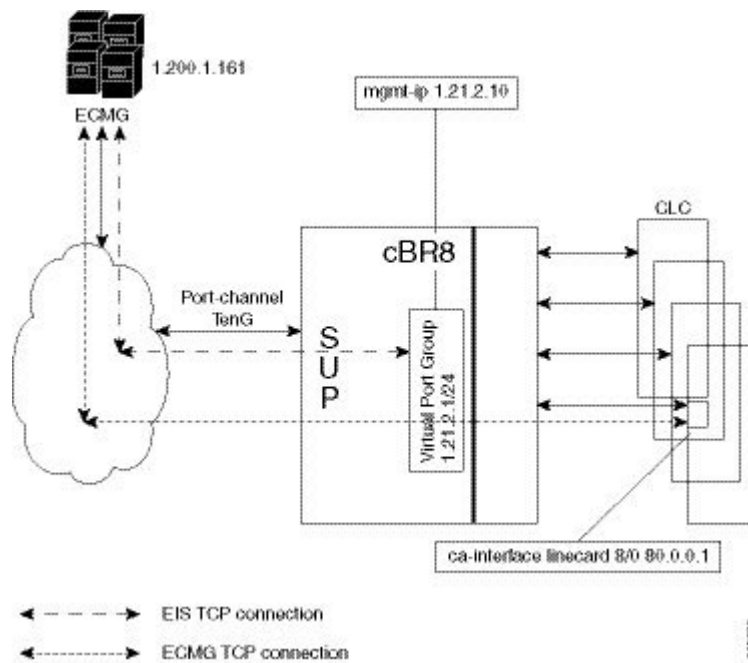 1.200.1.161
ECMG
mgmt-ip 1.21.2.10
CLC
cBR8
Port-channel
TenG
SUP
Virtual Port Group
1.21.2.1/24
ca-interface linecard 8/0 80.0.0.1
EIS TCP connection
ECMG TCP connection